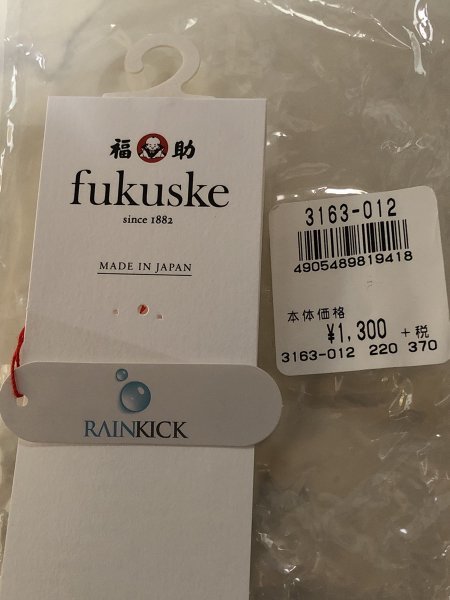 福助
fukuske
since 1882
MADE IN JAPAN
RAINKICK
3163-012
4905489819418
本体価格
¥1,300 +税
3163-012 220 370